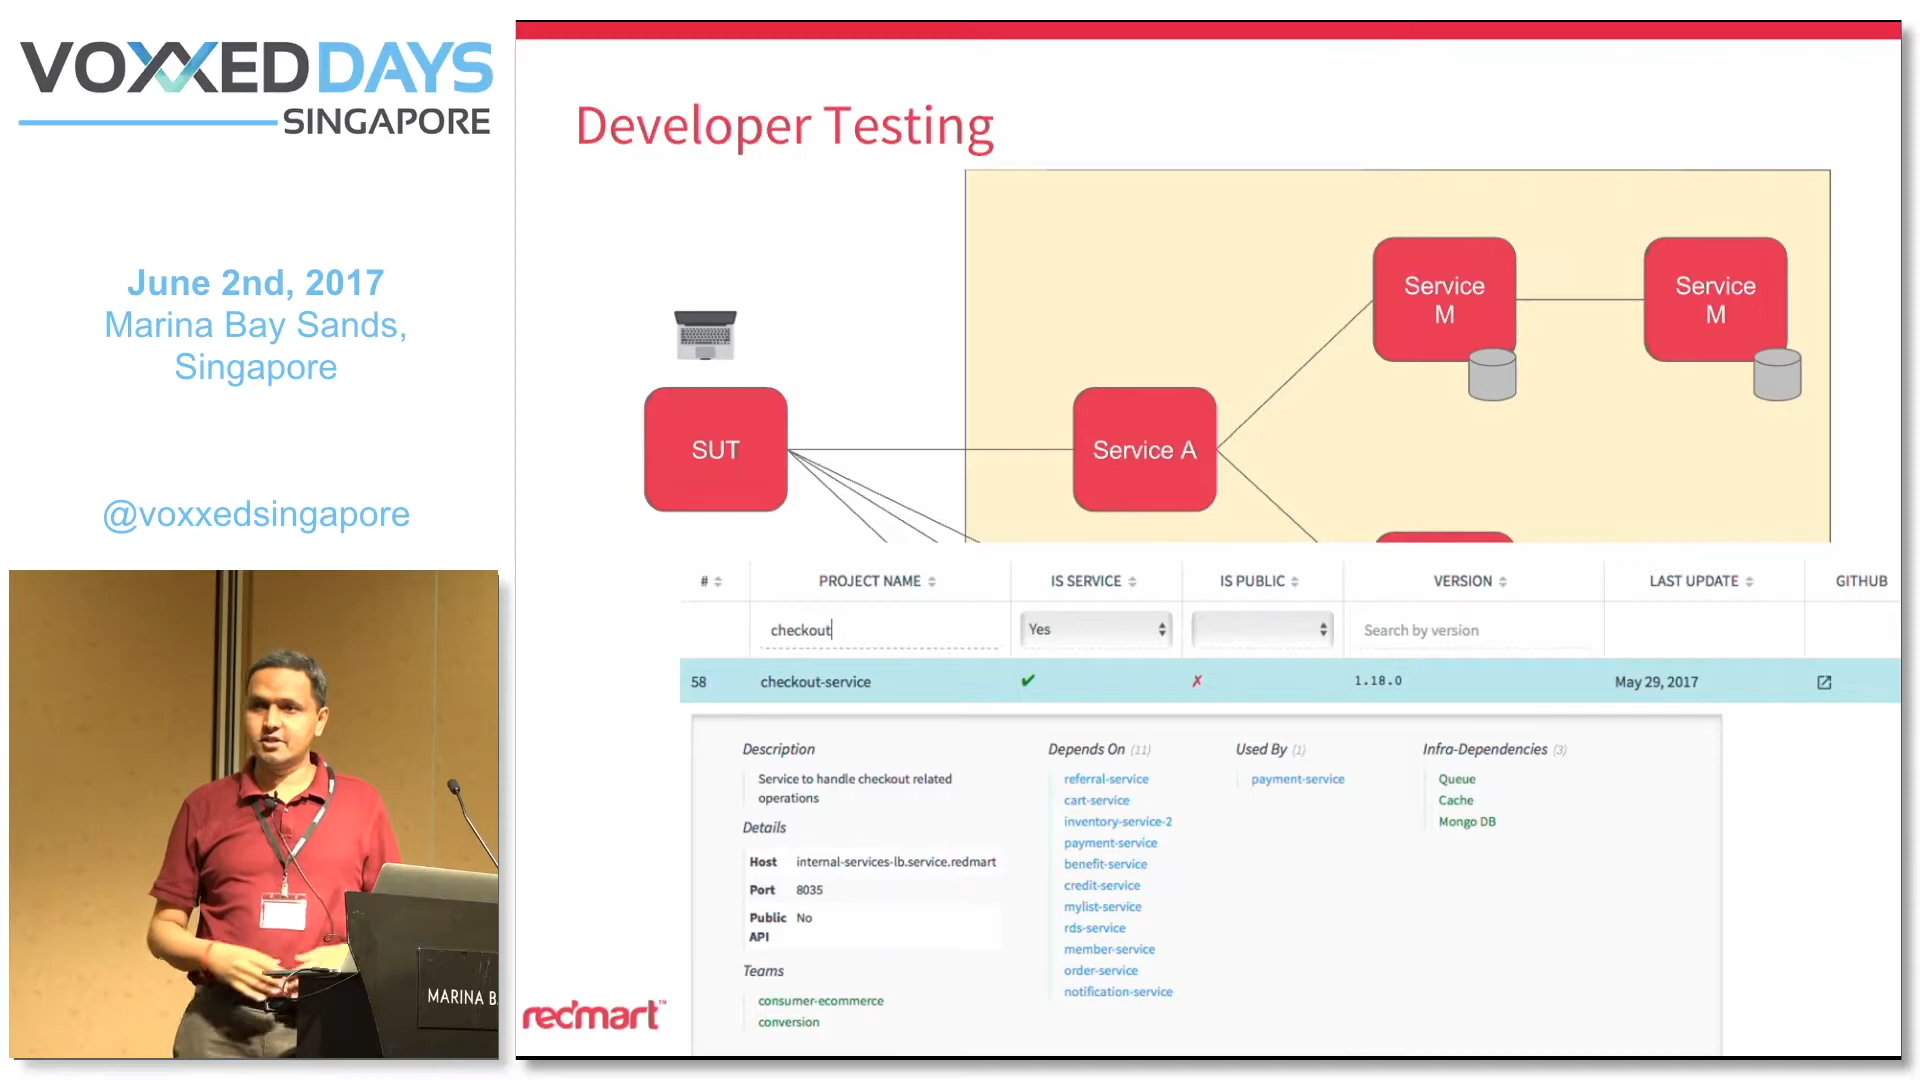 VOXXEDDAYS
SINGAPORE
June 2nd, 2017
Marina Bay Sands,
Singapore
@voxxedsingapore
MARINA B
Developer Testing
Service
M
Service
M
SUT
Service A
# PROJECT NAME IS SERVICE IS PUBLIC VERSION LAST UPDATE GITHUB
checkout Yes Search by version
58 checkout-service ✔ ✗ 1.18.0 May 29, 2017
Description
Service to handle checkout related
operations
Details
Host internal-services-lb.service.redmart
Port 8035
Public No
API
Teams
consumer-ecommerce
conversion
Depends On (11)
referral-service
cart-service
inventory-service-2
payment-service
benefit-service
credit-service
mylist-service
rds-service
member-service
order-service
notification-service
Used By (1)
payment-service
Infra-Dependencies (3)
Queue
Cache
Mongo DB
redmart™